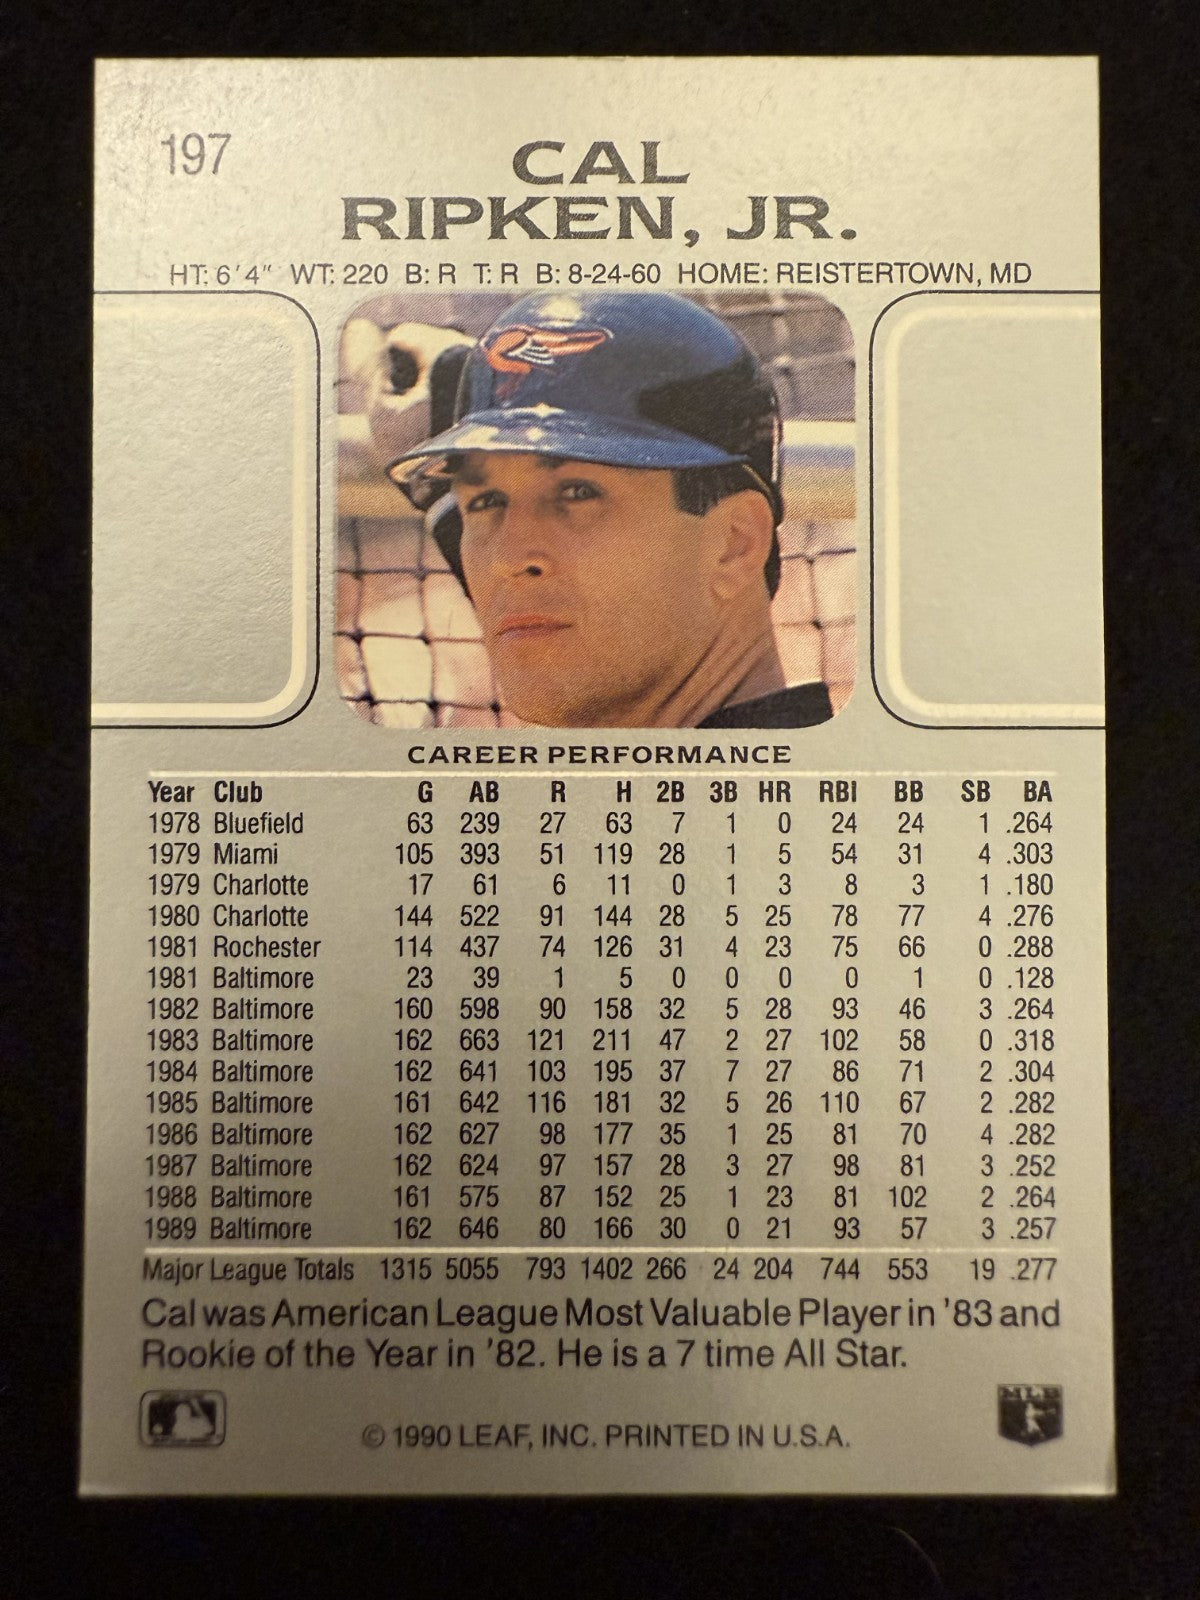 197
CAL
RIPKEN, JR.
HT: 6'4" WT: 220 B: R T: R B: 8-24-60 HOME: REISTERTOWN, MD
CAREER PERFORMANCE
Year Club G AB R H 2B 3B HR RBI BB SB BA
1978 Bluefield 63 239 27 63 7 1 0 24 24 1 .264
1979 Miami 105 393 51 119 28 1 5 54 31 4 .303
1979 Charlotte 17 61 6 11 0 1 3 8 3 1 .180
1980 Charlotte 144 522 91 144 28 5 25 78 77 4 .276
1981 Rochester 114 437 74 126 31 4 23 75 66 0 .288
1981 Baltimore 23 39 1 5 0 0 0 0 1 0 .128
1982 Baltimore 160 598 90 158 32 5 28 93 46 3 .264
1983 Baltimore 162 663 121 211 47 2 27 102 58 0 .318
1984 Baltimore 162 641 103 195 37 7 27 86 71 2 .304
1985 Baltimore 161 642 116 181 32 5 26 110 67 2 .282
1986 Baltimore 162 627 98 177 35 1 25 81 70 4 .282
1987 Baltimore 162 624 97 157 28 3 27 98 81 3 .252
1988 Baltimore 161 575 87 152 25 1 23 81 102 2 .264
1989 Baltimore 162 646 80 166 30 0 21 93 57 3 .257
Major League Totals 1315 5055 793 1402 266 24 204 744 553 19 .277
Cal was American League Most Valuable Player in '83 and
Rookie of the Year in '82. He is a 7 time All Star.
MLB
© 1990 LEAF, INC. PRINTED IN U.S.A.